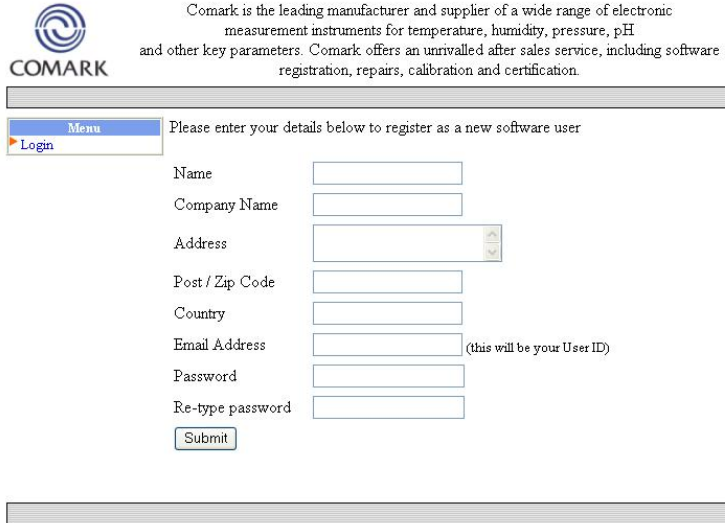 COMARK
Comark is the leading manufacturer and supplier of a wide range of electronic
measurement instruments for temperature, humidity, pressure, pH
and other key parameters. Comark offers an unrivalled after sales service, including software
registration, repairs, calibration and certification.
Menu
Login
Please enter your details below to register as a new software user
Name
Company Name
Address
Post / Zip Code
Country
Email Address (this will be your User ID)
Password
Re-type password
Submit